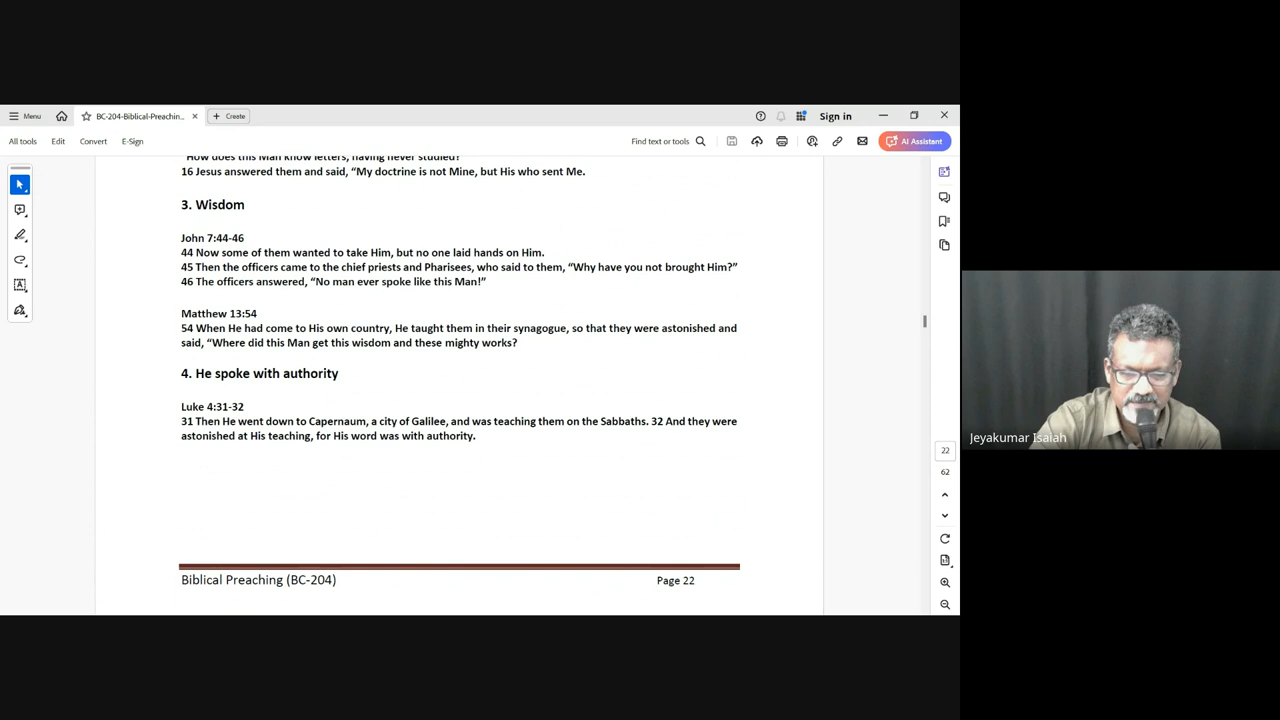 Menu
BC-204-Biblical-Preachin...
Create
Sign in
All tools
Edit
Convert
E-Sign
Find text or tools
AI Assistant
"How does this Man know letters, having never studied?"
16 Jesus answered them and said, “My doctrine is not Mine, but His who sent Me.
3. Wisdom
John 7:44-46
44 Now some of them wanted to take Him, but no one laid hands on Him.
45 Then the officers came to the chief priests and Pharisees, who said to them, “Why have you not brought Him?”
46 The officers answered, “No man ever spoke like this Man!”
Matthew 13:54
54 When He had come to His own country, He taught them in their synagogue, so that they were astonished and
said, “Where did this Man get this wisdom and these mighty works?
4. He spoke with authority
Luke 4:31-32
31 Then He went down to Capernaum, a city of Galilee, and was teaching them on the Sabbaths. 32 And they were
astonished at His teaching, for His word was with authority.
Biblical Preaching (BC-204)
Page 22
22
62
Jeyakumar Isaiah